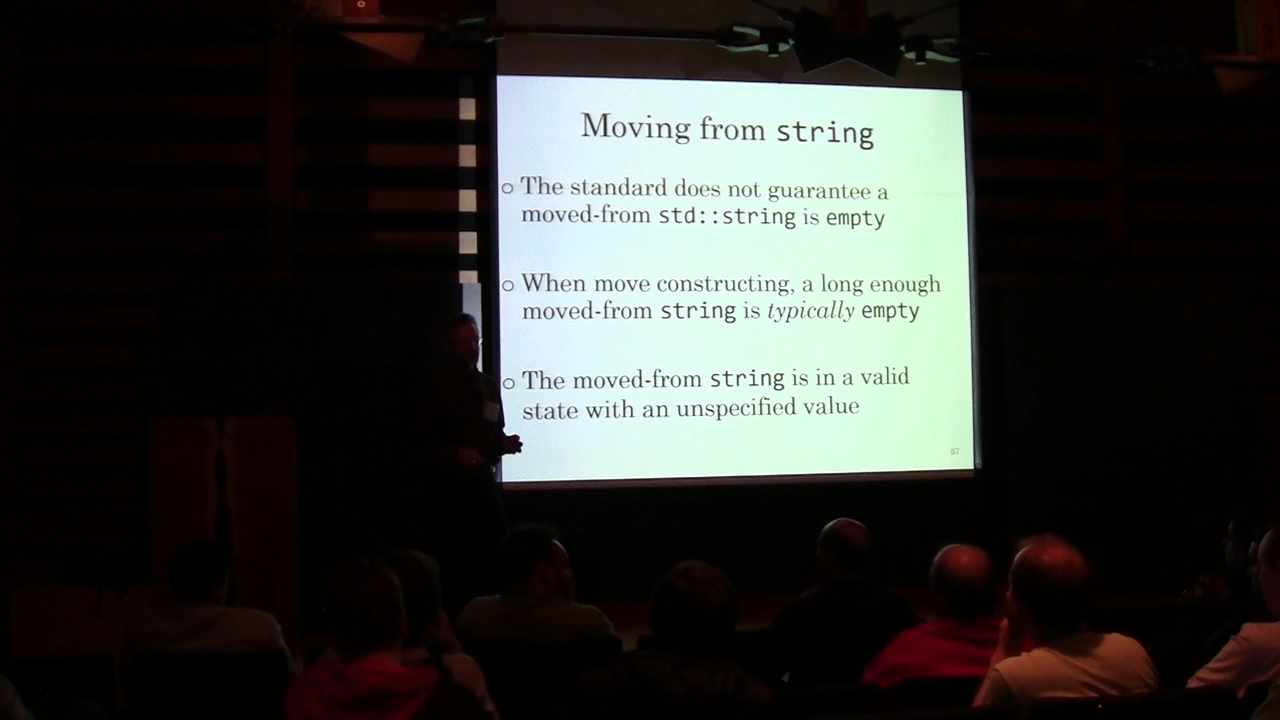 Moving from string
○ The standard does not guarantee a
moved-from std::string is empty
○ When move constructing, a long enough
moved-from string is typically empty
○ The moved-from string is in a valid
state with an unspecified value
57